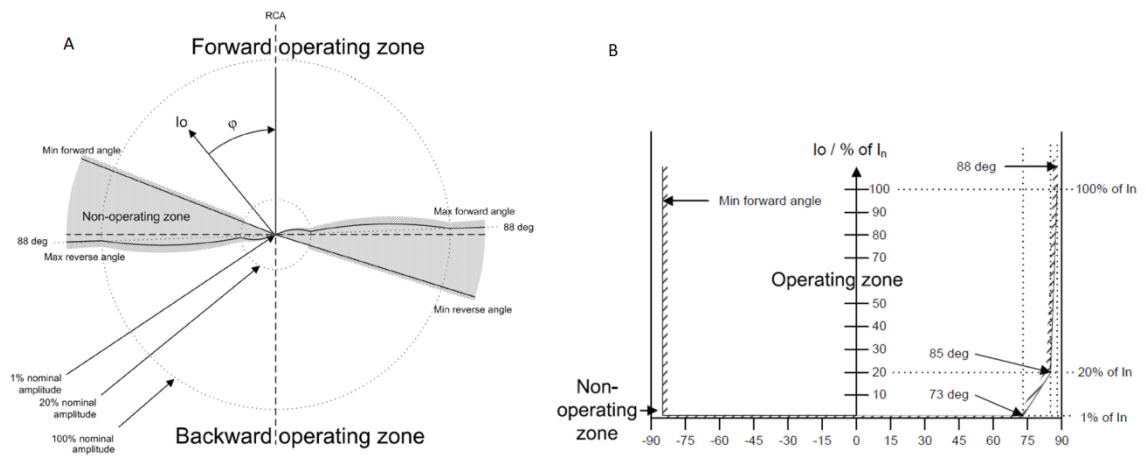 A
RCA
Forward operating zone
Io
φ
Min forward angle
Non-operating zone
Max forward angle
88 deg
88 deg
Max reverse angle
Min reverse angle
1% nominal
amplitude
20% nominal
amplitude
100% nominal
amplitude
Backward operating zone
B
Io / % of In
88 deg
100
100% of In
Min forward angle
90
80
70
Operating zone
50
40
85 deg
30
20
20% of In
73 deg
10
Non-
operating
zone
1% of In
-90 -75 -60 -45 -30 -15 0 15 30 45 60 75 90